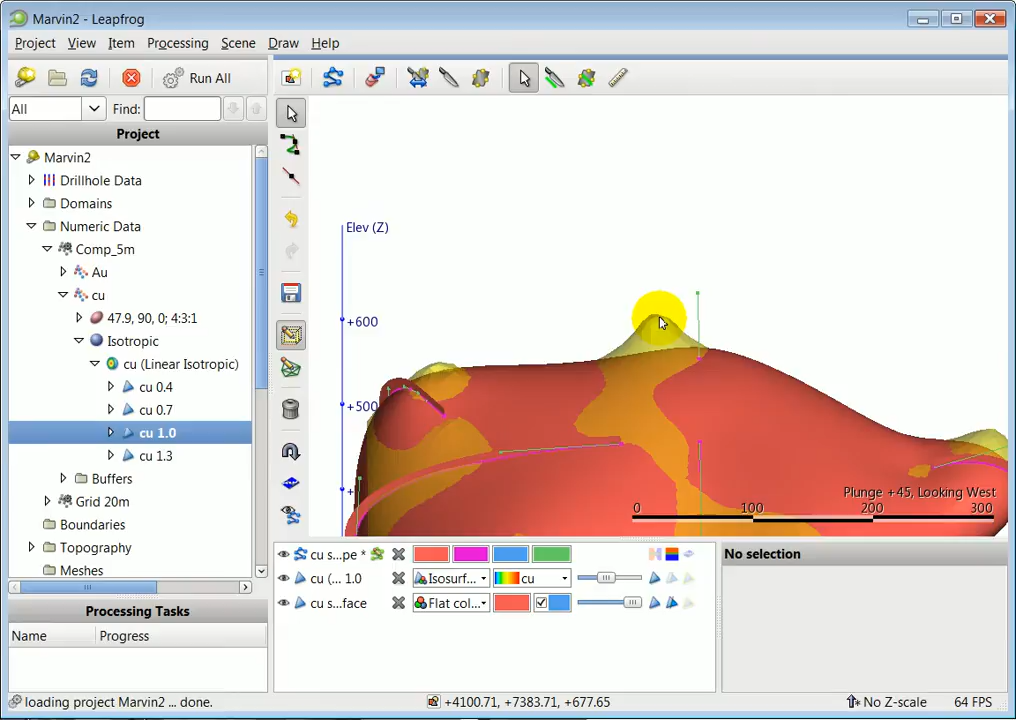 Marvin2 - Leapfrog
Project View Item Processing Scene Draw Help
Run All
All Find:
Project
Marvin2
Drillhole Data
Domains
Numeric Data
Comp_5m
Au
cu
47.9, 90, 0; 4:3:1
Isotropic
cu (Linear Isotropic)
cu 0.4
cu 0.7
cu 1.0
cu 1.3
Buffers
Grid 20m
Boundaries
Topography
Meshes
Processing Tasks
Name Progress
loading project Marvin2 ... done.
Elev (Z)
+600
+500
+
Plunge +45, Looking West
0 100 200 300
cu s...pe *
cu (... 1.0 Isosurf... cu
cu s...face Flat col...
No selection
+4100.71, +7383.71, +677.65
No Z-scale 64 FPS